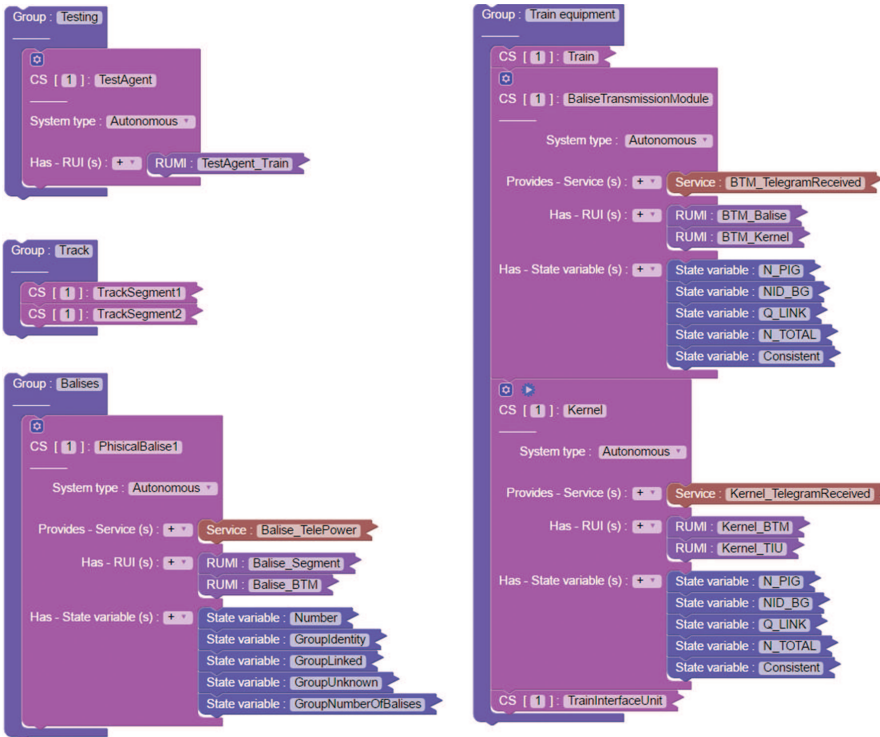 Group : Testing
CS [ 1 ] : TestAgent
System type : Autonomous
Has - RUI (s) : + RUMI : TestAgent_Train
Group : Track
CS [ 1 ] : TrackSegment1
CS [ 1 ] : TrackSegment2
Group : Balises
CS [ 1 ] : PhisicalBalise1
System type : Autonomous
Provides - Service (s) : + Service : Balise_TelePower
Has - RUI (s) : + RUMI : Balise_Segment
RUMI : Balise_BTM
Has - State variable (s) : + State variable : Number
State variable : GroupIdentity
State variable : GroupLinked
State variable : GroupUnknown
State variable : GroupNumberOfBalises
Group : Train equipment
CS [ 1 ] : Train
CS [ 1 ] : BaliseTransmissionModule
System type : Autonomous
Provides - Service (s) : + Service : BTM_TelegramReceived
Has - RUI (s) : + RUMI : BTM_Balise
RUMI : BTM_Kernel
Has - State variable (s) : + State variable : N_PIG
State variable : NID_BG
State variable : Q_LINK
State variable : N_TOTAL
State variable : Consistent
CS [ 1 ] : Kernel
System type : Autonomous
Provides - Service (s) : + Service : Kernel_TelegramReceived
Has - RUI (s) : + RUMI : Kernel_BTM
RUMI : Kernel_TIU
Has - State variable (s) : + State variable : N_PIG
State variable : NID_BG
State variable : Q_LINK
State variable : N_TOTAL
State variable : Consistent
CS [ 1 ] : TrainInterfaceUnit